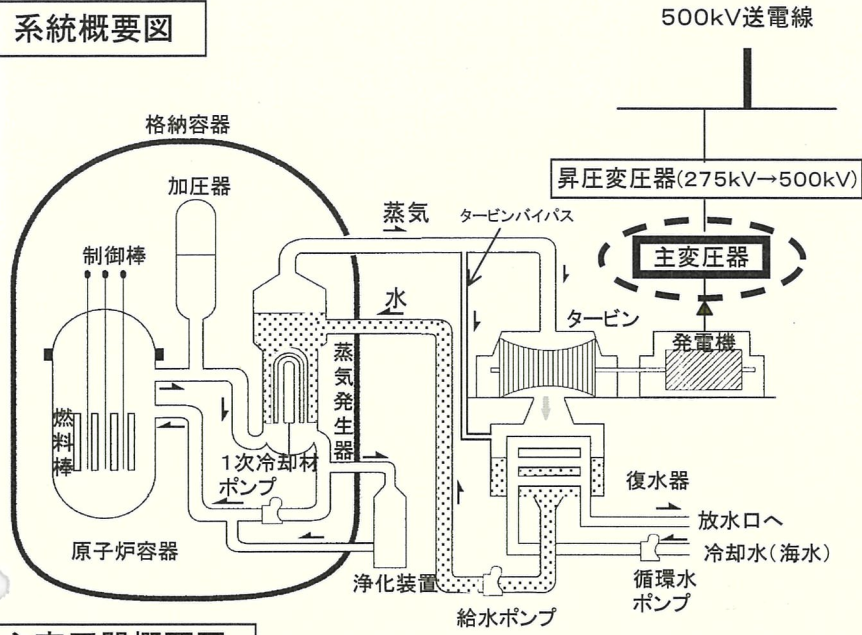 系統概要図
500kV送電線
格納容器
昇圧変圧器(275kV→500kV)
加圧器
蒸気
タービンバイパス
主変圧器
制御棒
水
タービン
発電機
蒸気発生器
燃料棒
1次冷却材
ポンプ
復水器
放水口へ
原子炉容器
冷却水(海水)
浄化装置
循環水
ポンプ
給水ポンプ